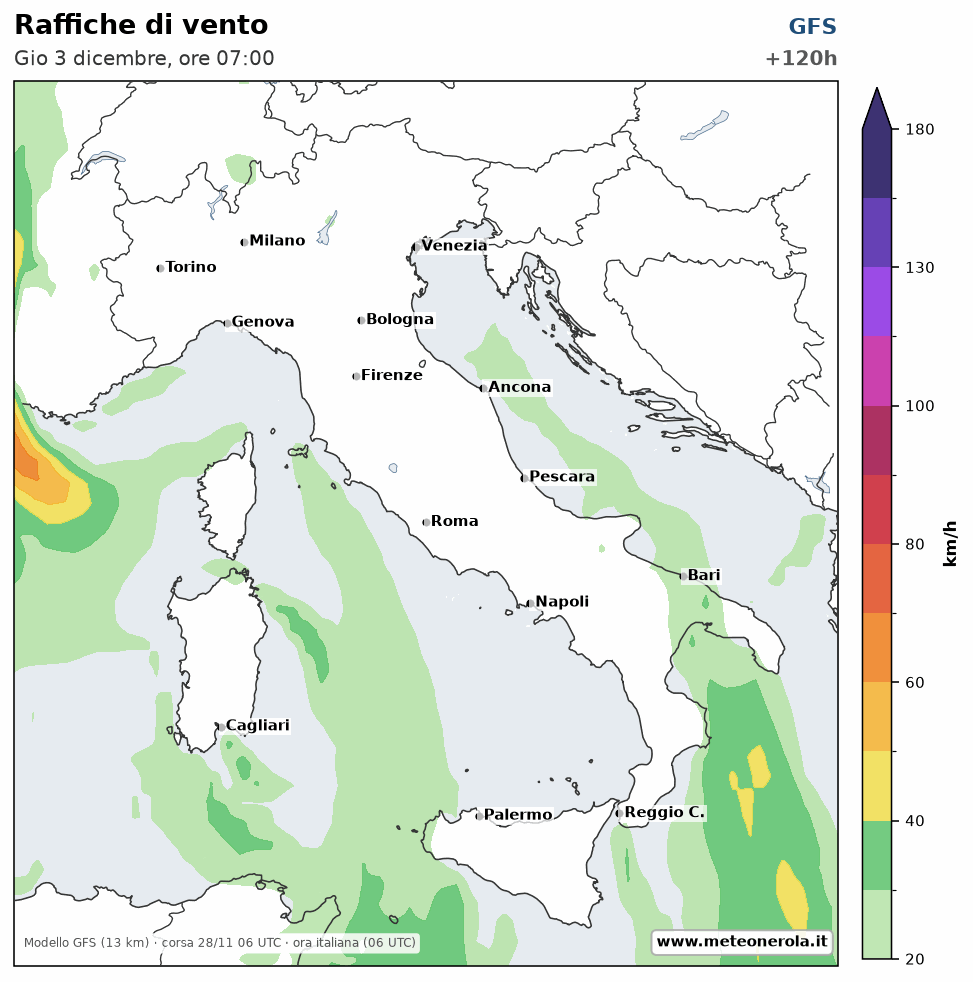 Raffiche di vento
GFS
Gio 3 dicembre, ore 07:00
+120h
180
130
100
80
60
40
20
km/h
Milano
Venezia
Torino
Genova
Bologna
Firenze
Ancona
Pescara
Roma
Bari
Napoli
Cagliari
Palermo
Reggio C.
Modello GFS (13 km) · corsa 28/11 06 UTC · ora italiana (06 UTC)
www.meteonerola.it